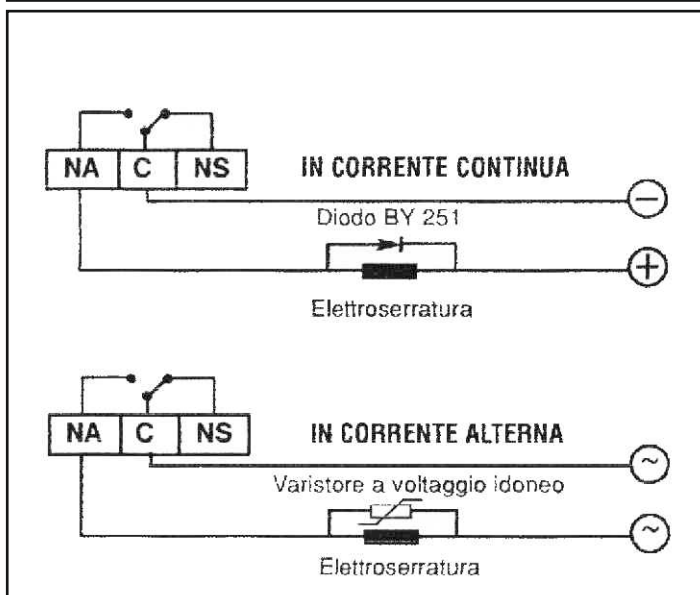 NA C NS IN CORRENTE CONTINUA
−
Diodo BY 251
+
Elettroserratura
NA C NS IN CORRENTE ALTERNA
~
Varistore a voltaggio idoneo
~
Elettroserratura